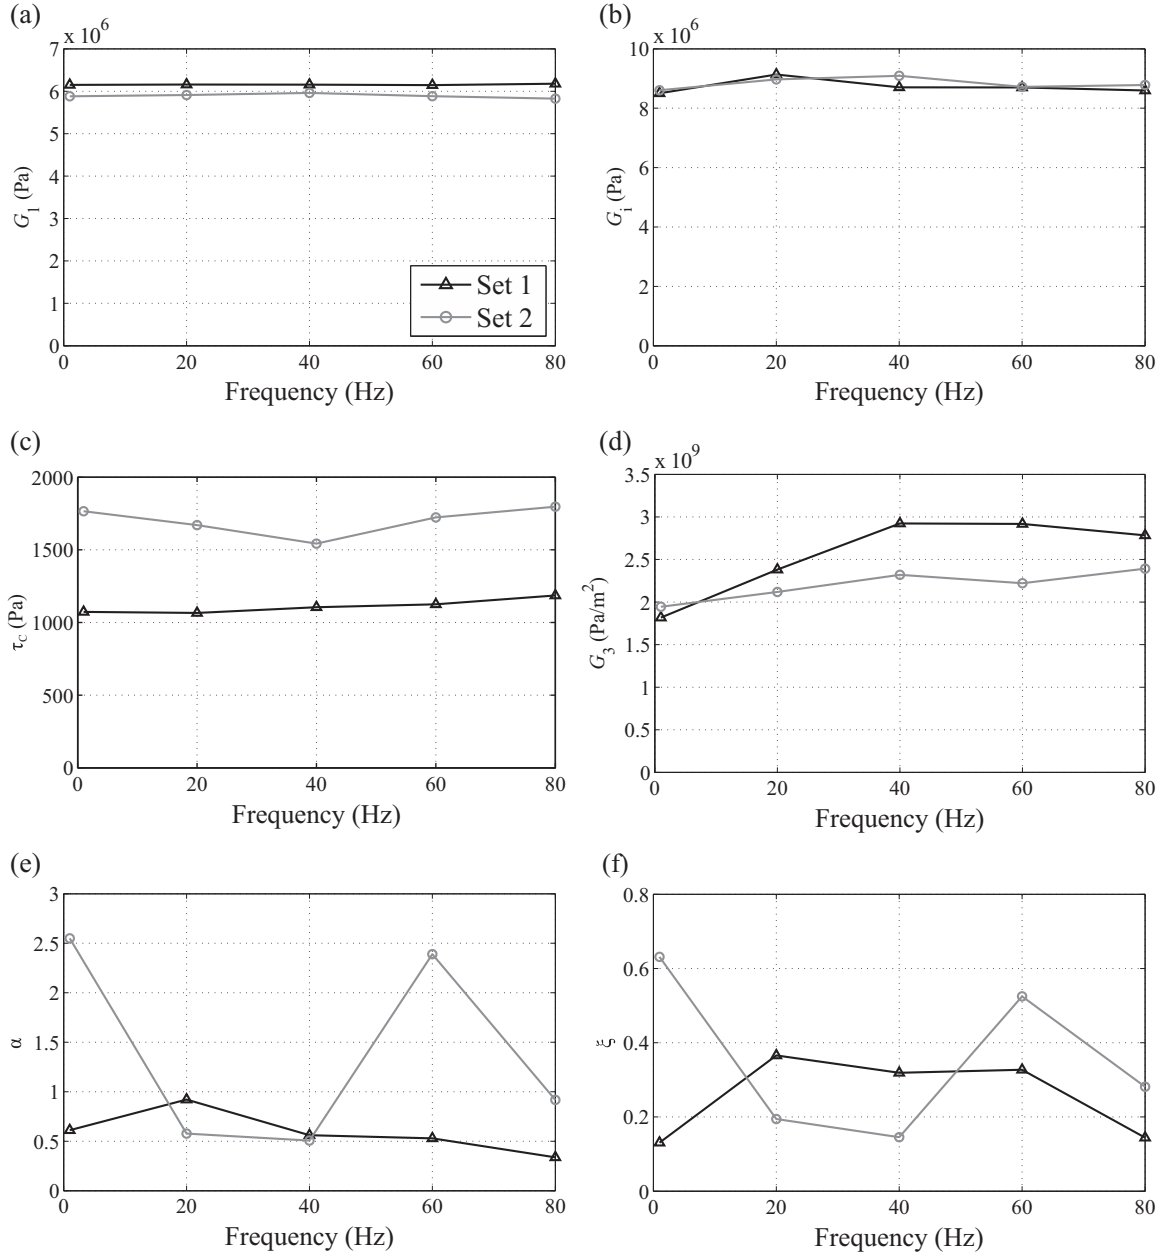 (a)
x 10^6
7
6
5
4
3
2
1
0
G_1 (Pa)
Set 1
Set 2
0 20 40 60 80
Frequency (Hz)
(b)
x 10^6
10
8
6
4
2
0
G_i (Pa)
0 20 40 60 80
Frequency (Hz)
(c)
2000
1500
1000
500
0
τ_c (Pa)
0 20 40 60 80
Frequency (Hz)
(d)
x 10^9
3.5
3
2.5
2
1.5
1
0.5
0
G_3 (Pa/m^2)
0 20 40 60 80
Frequency (Hz)
(e)
3
2.5
2
1.5
1
0.5
0
α
0 20 40 60 80
Frequency (Hz)
(f)
0.8
0.6
0.4
0.2
0
ξ
0 20 40 60 80
Frequency (Hz)